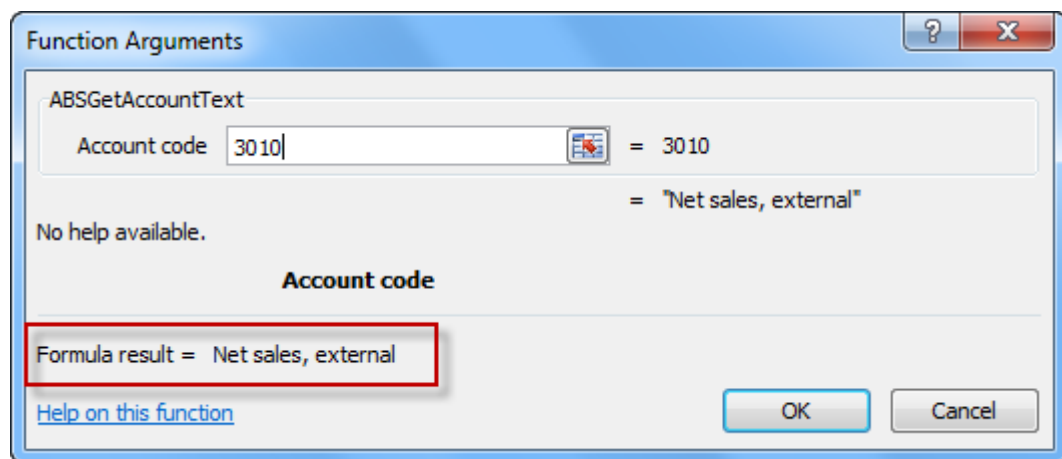 Function Arguments
?
X
ABSGetAccountText
Account code 3010 = 3010
= "Net sales, external"
No help available.
Account code
Formula result = Net sales, external
Help on this function
OK
Cancel